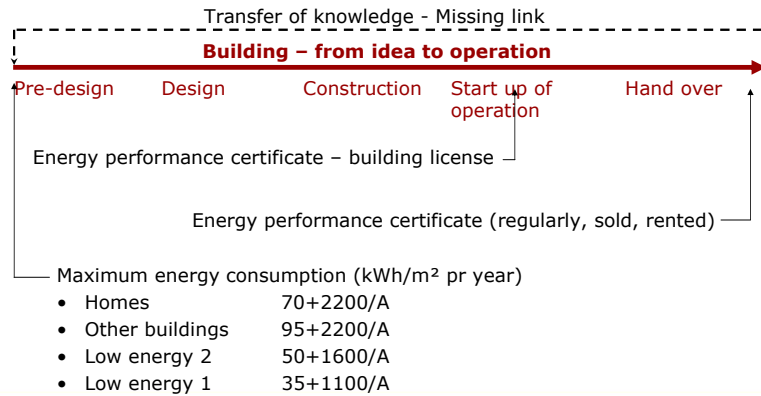 Transfer of knowledge - Missing link
Building – from idea to operation
Pre-design Design Construction Start up of operation Hand over
Energy performance certificate – building license
Energy performance certificate (regularly, sold, rented)
Maximum energy consumption (kWh/m² pr year)
• Homes 70+2200/A
• Other buildings 95+2200/A
• Low energy 2 50+1600/A
• Low energy 1 35+1100/A